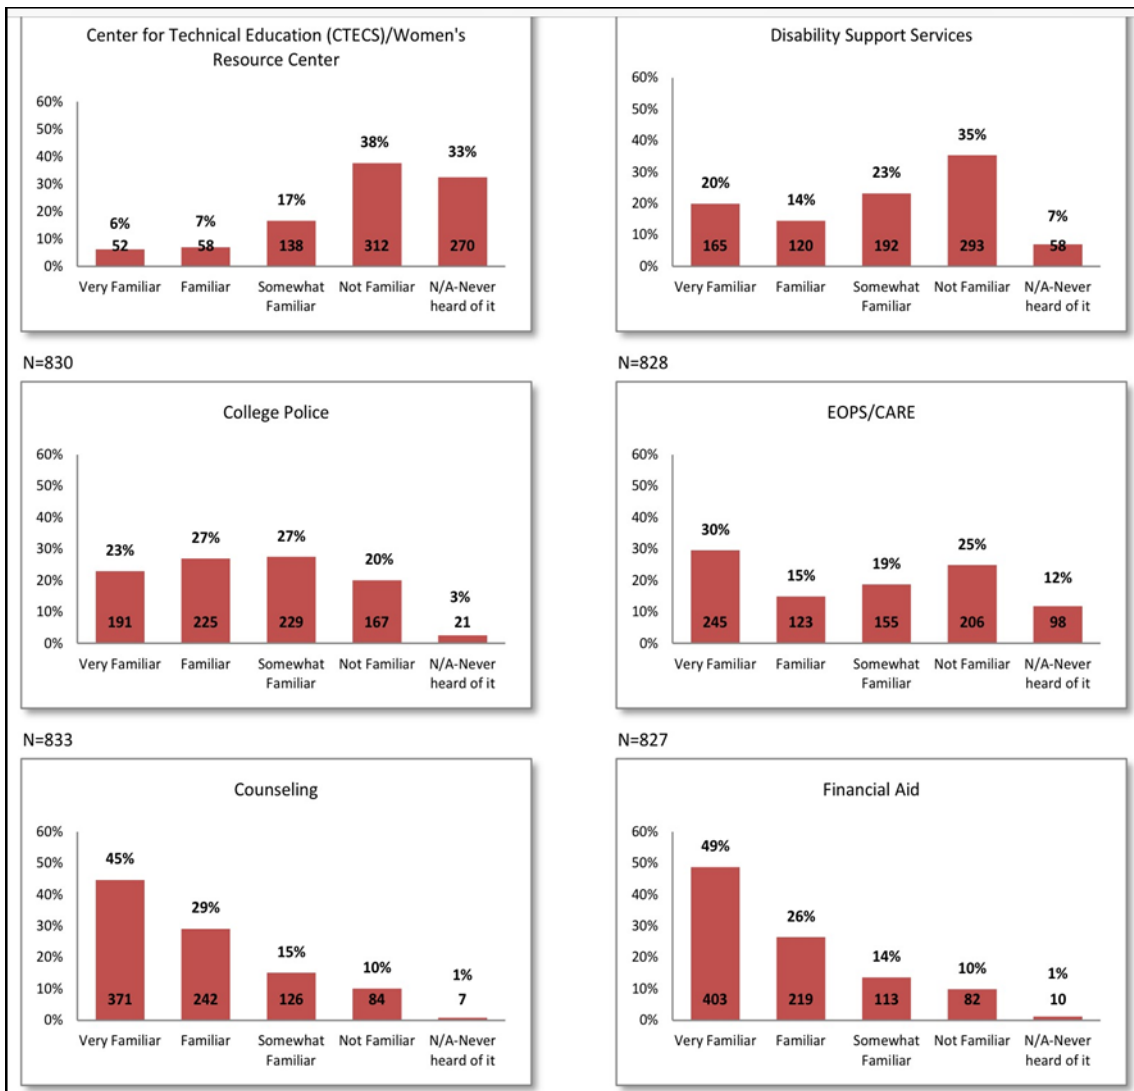 Center for Technical Education (CTECS)/Women's
Resource Center
60%
50%
40%
30%
20%
10%
0%
6%
7%
17%
38%
33%
52
58
138
312
270
Very Familiar
Familiar
Somewhat
Familiar
Not Familiar
N/A-Never
heard of it
N=830
Disability Support Services
60%
50%
40%
30%
20%
10%
0%
20%
14%
23%
35%
7%
165
120
192
293
58
Very Familiar
Familiar
Somewhat
Familiar
Not Familiar
N/A-Never
heard of it
N=828
College Police
60%
50%
40%
30%
20%
10%
0%
23%
27%
27%
20%
3%
191
225
229
167
21
Very Familiar
Familiar
Somewhat
Familiar
Not Familiar
N/A-Never
heard of it
N=833
EOPS/CARE
60%
50%
40%
30%
20%
10%
0%
30%
15%
19%
25%
12%
245
123
155
206
98
Very Familiar
Familiar
Somewhat
Familiar
Not Familiar
N/A-Never
heard of it
N=827
Counseling
60%
50%
40%
30%
20%
10%
0%
45%
29%
15%
10%
1%
371
242
126
84
7
Very Familiar
Familiar
Somewhat
Familiar
Not Familiar
N/A-Never
heard of it
Financial Aid
60%
50%
40%
30%
20%
10%
0%
49%
26%
14%
10%
1%
403
219
113
82
10
Very Familiar
Familiar
Somewhat
Familiar
Not Familiar
N/A-Never
heard of it